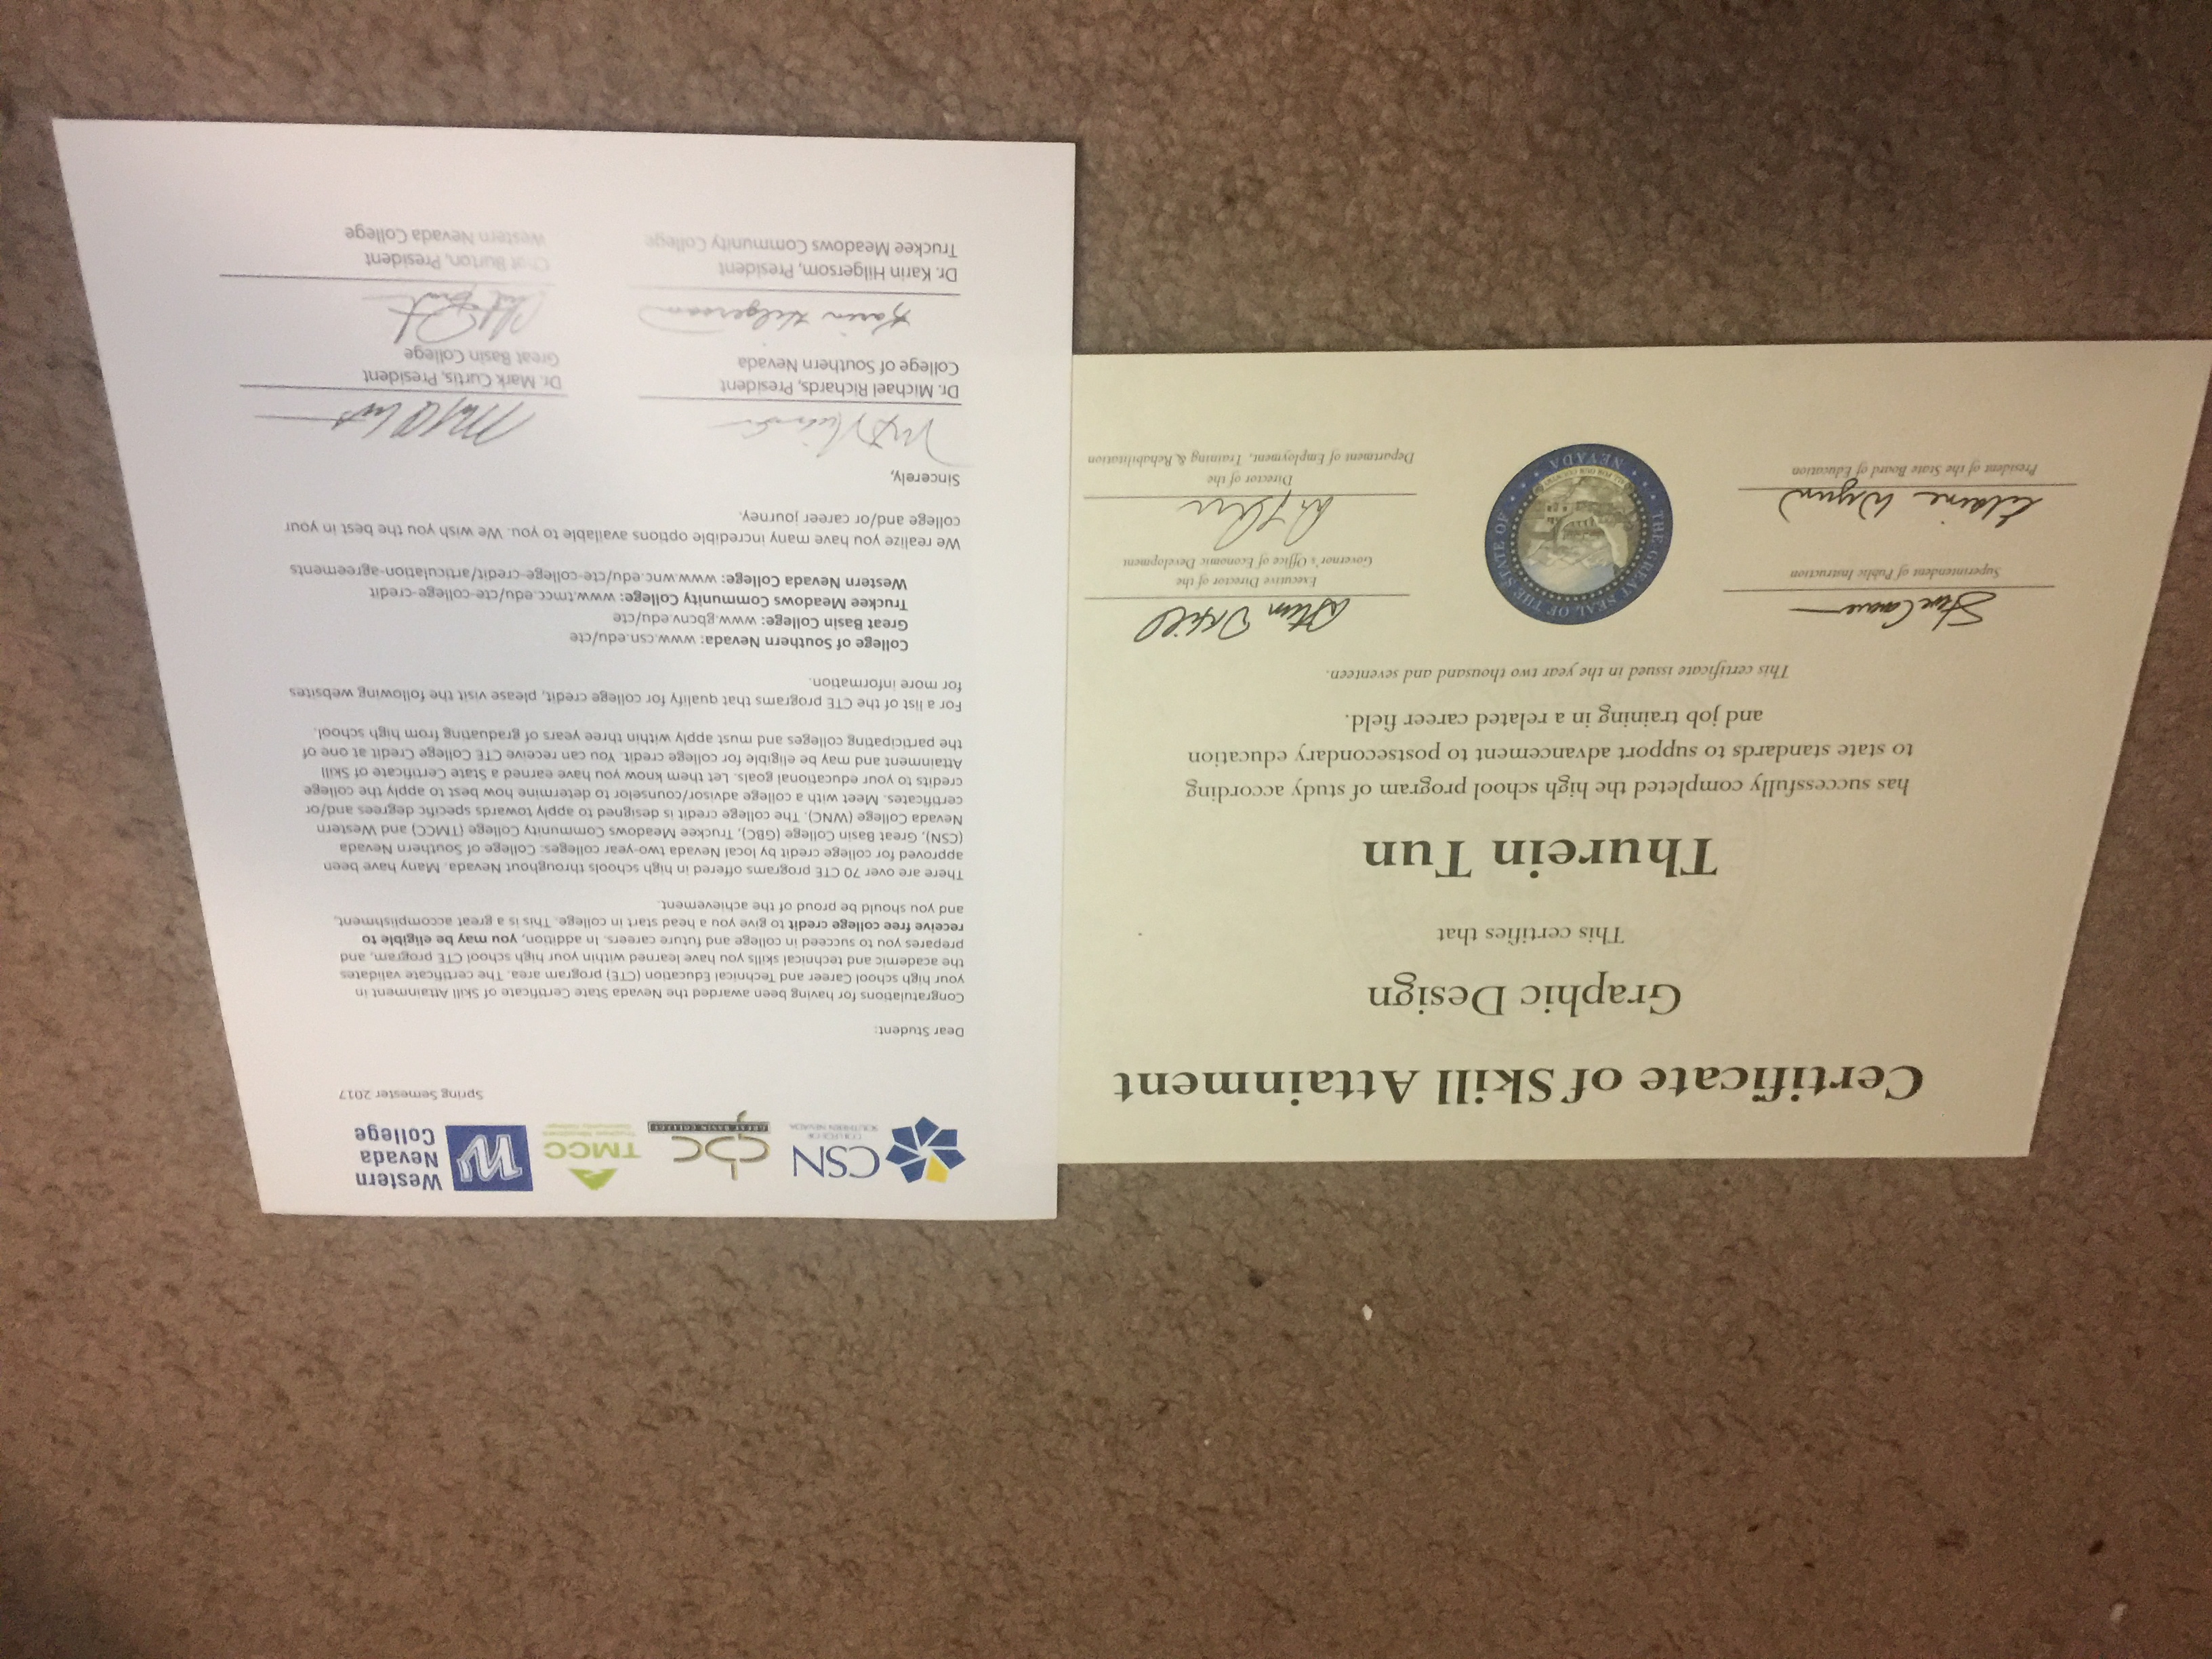 Certificate of Skill Attainment
Graphic Design
This certifies that
Thurein Tun
has successfully completed the high school program of study according
to state standards to support advancement to postsecondary education
and job training in a related career field.
This certificate issued in the year two thousand and seventeen.
Superintendent of Public Instruction
Elaine Wynn
President of the State Board of Education
THE GREAT SEAL OF THE STATE OF
ALL FOR OUR COUNTRY
NEVADA
Executive Director of the
Governor's Office of Economic Development
Director of the
Department of Employment, Training & Rehabilitation
CSN
COLLEGE OF
SOUTHERN NEVADA
gbc
GREAT BASIN COLLEGE
TMCC
Truckee Meadows
Community College
W
Western
Nevada
College
Spring Semester 2017
Dear Student:
Congratulations for having been awarded the Nevada State Certificate of Skill Attainment in
your high school Career and Technical Education (CTE) program area. The certificate validates
the academic and technical skills you have learned within your high school CTE program, and
prepares you to succeed in college and future careers. In addition, you may be eligible to
receive free college credit to give you a head start in college. This is a great accomplishment,
and you should be proud of the achievement.
There are over 70 CTE programs offered in high schools throughout Nevada. Many have been
approved for college credit by local Nevada two-year colleges: College of Southern Nevada
(CSN), Great Basin College (GBC), Truckee Meadows Community College (TMCC) and Western
Nevada College (WNC). The college credit is designed to apply towards specific degrees and/or
certificates. Meet with a college advisor/counselor to determine how best to apply the college
credits to your educational goals. Let them know you have earned a State Certificate of Skill
Attainment and may be eligible for college credit. You can receive CTE College Credit at one of
the participating colleges and must apply within three years of graduating from high school.
For a list of the CTE programs that qualify for college credit, please visit the following websites
for more information.
College of Southern Nevada: www.csn.edu/cte
Great Basin College: www.gbcnv.edu/cte
Truckee Meadows Community College: www.tmcc.edu/cte-college-credit
Western Nevada College: www.wnc.edu/cte-college-credit/articulation-agreements
We realize you have many incredible options available to you. We wish you the best in your
college and/or career journey.
Sincerely,
Dr. Michael Richards, President
College of Southern Nevada
Dr. Mark Curtis, President
Great Basin College
Karin Hilgersom
Dr. Karin Hilgersom, President
Truckee Meadows Community College
Chet Burton, President
Western Nevada College